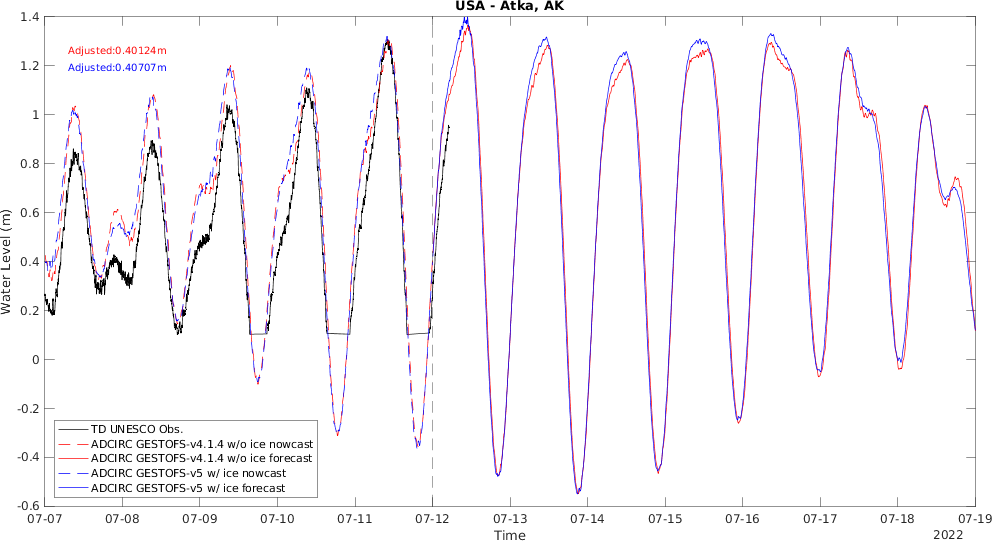 USA - Atka, AK
1.4
1.2
1
0.8
0.6
0.4
0.2
0
-0.2
-0.4
-0.6
Water Level (m)
Adjusted:0.40124m
Adjusted:0.40707m
TD UNESCO Obs.
ADCIRC GESTOFS-v4.1.4 w/o ice nowcast
ADCIRC GESTOFS-v4.1.4 w/o ice forecast
ADCIRC GESTOFS-v5 w/ ice nowcast
ADCIRC GESTOFS-v5 w/ ice forecast
07-07 07-08 07-09 07-10 07-11 07-12 07-13 07-14 07-15 07-16 07-17 07-18 07-19
Time
2022